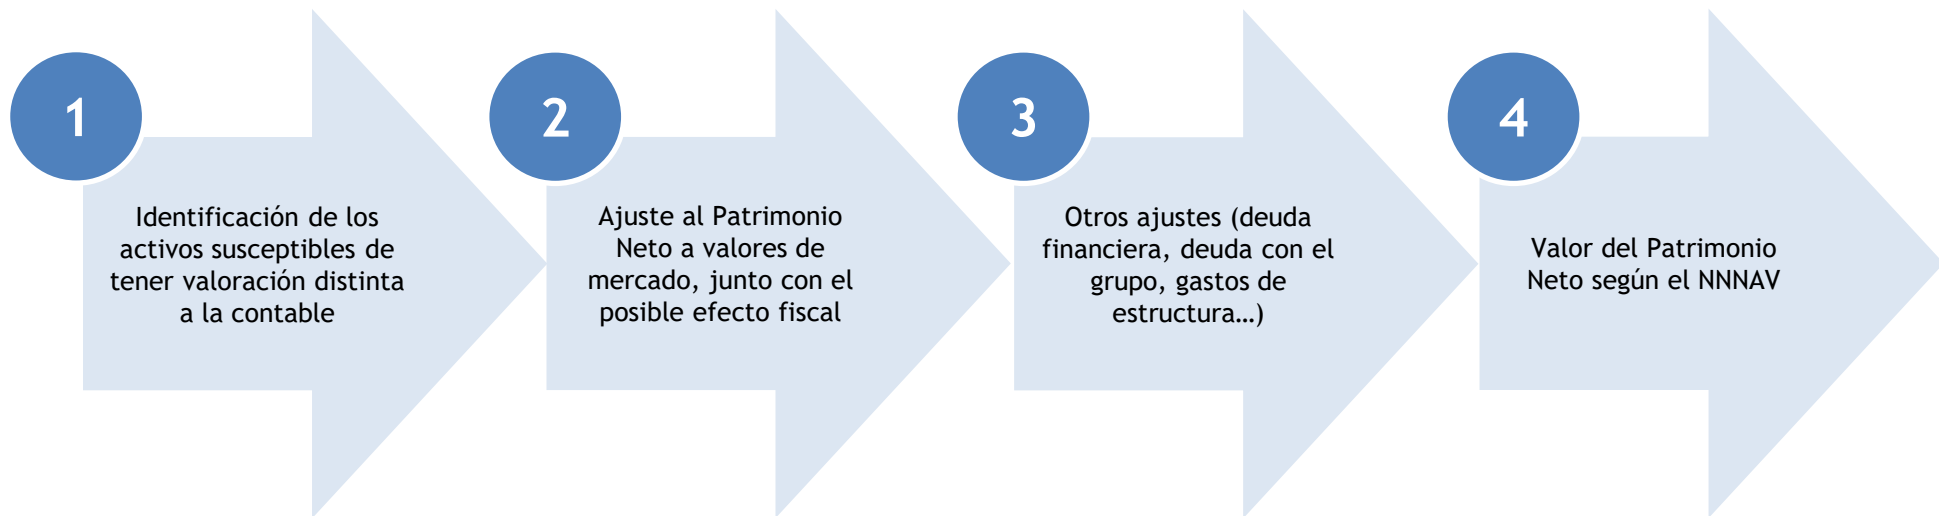 1
Identificación de los
activos susceptibles de
tener valoración distinta
a la contable
2
Ajuste al Patrimonio
Neto a valores de
mercado, junto con el
posible efecto fiscal
3
Otros ajustes (deuda
financiera, deuda con el
grupo, gastos de
estructura…)
4
Valor del Patrimonio
Neto según el NNNAV